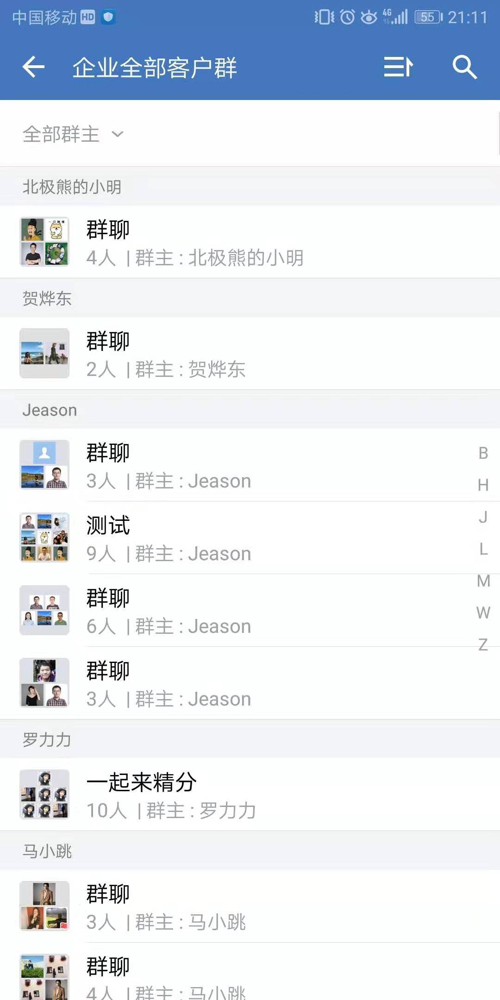 中国移动 HD 4G 55 21:11
企业全部客户群
全部群主
北极熊的小明
群聊
4人 | 群主 : 北极熊的小明
贺烨东
群聊
2人 | 群主 : 贺烨东
Jeason
群聊
3人 | 群主 : Jeason
测试
9人 | 群主 : Jeason
群聊
6人 | 群主 : Jeason
群聊
3人 | 群主 : Jeason
B
H
J
L
M
W
Z
罗力力
一起来精分
10人 | 群主 : 罗力力
马小跳
群聊
3人 | 群主 : 马小跳
群聊
4人 | 群主 : 马小跳